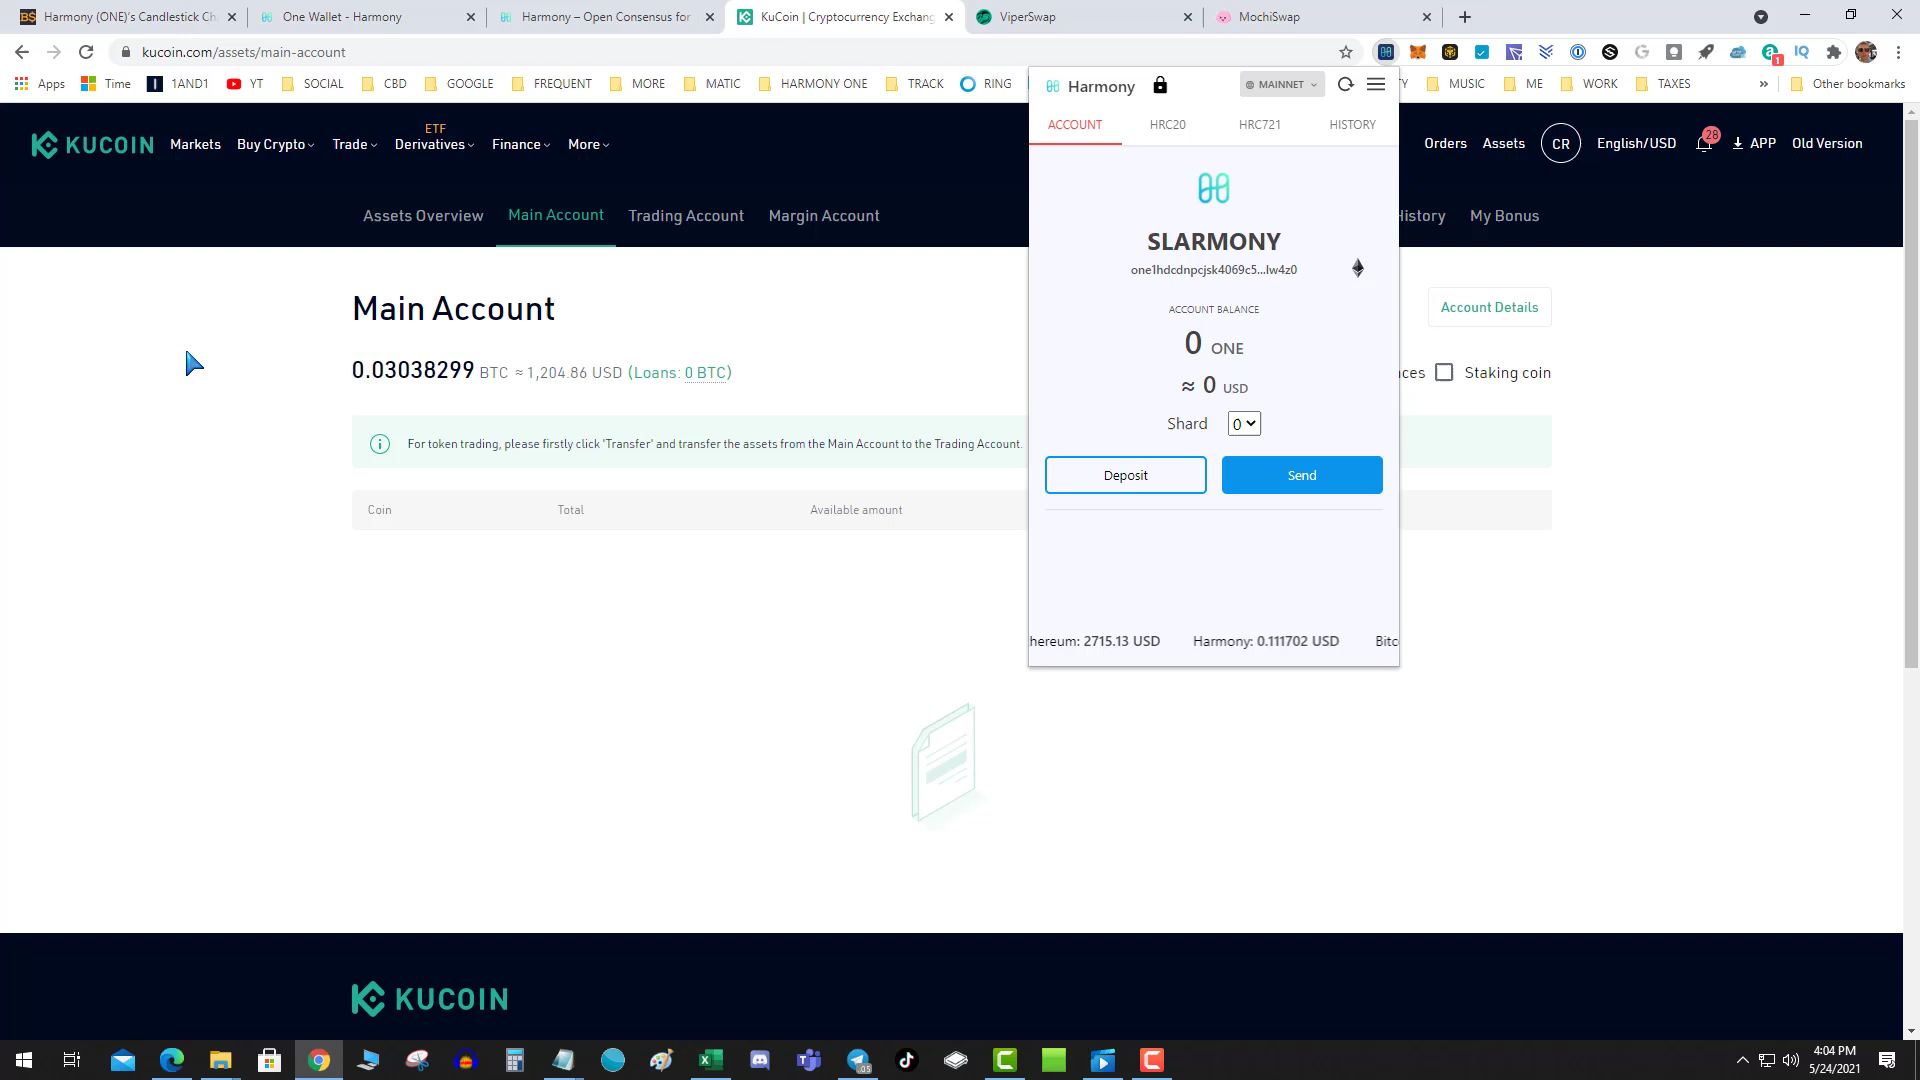 Harmony (ONE)'s Candlestick Ch
One Wallet - Harmony
Harmony – Open Consensus for
KuCoin | Cryptocurrency Exchang
ViperSwap
MochiSwap
kucoin.com/assets/main-account
Apps
Time
1AND1
YT
SOCIAL
CBD
GOOGLE
FREQUENT
MORE
MATIC
HARMONY ONE
TRACK
RING
MUSIC
ME
WORK
TAXES
Other bookmarks
KUCOIN
Markets
Buy Crypto
Trade
ETF
Derivatives
Finance
More
Orders
Assets
CR
English/USD
28
APP
Old Version
Assets Overview
Main Account
Trading Account
Margin Account
History
My Bonus
Harmony
MAINNET
ACCOUNT
HRC20
HRC721
HISTORY
SLARMONY
one1hdcdnpcjsk4069c5...lw4z0
ACCOUNT BALANCE
0 ONE
≈ 0 USD
Shard 0
Deposit
Send
hereum: 2715.13 USD
Harmony: 0.111702 USD
Bitc
Main Account
Account Details
0.03038299 BTC ≈ 1,204.86 USD (Loans: 0 BTC)
nces
Staking coin
For token trading, please firstly click 'Transfer' and transfer the assets from the Main Account to the Trading Account.
Coin
Total
Available amount
KUCOIN
4:04 PM
5/24/2021